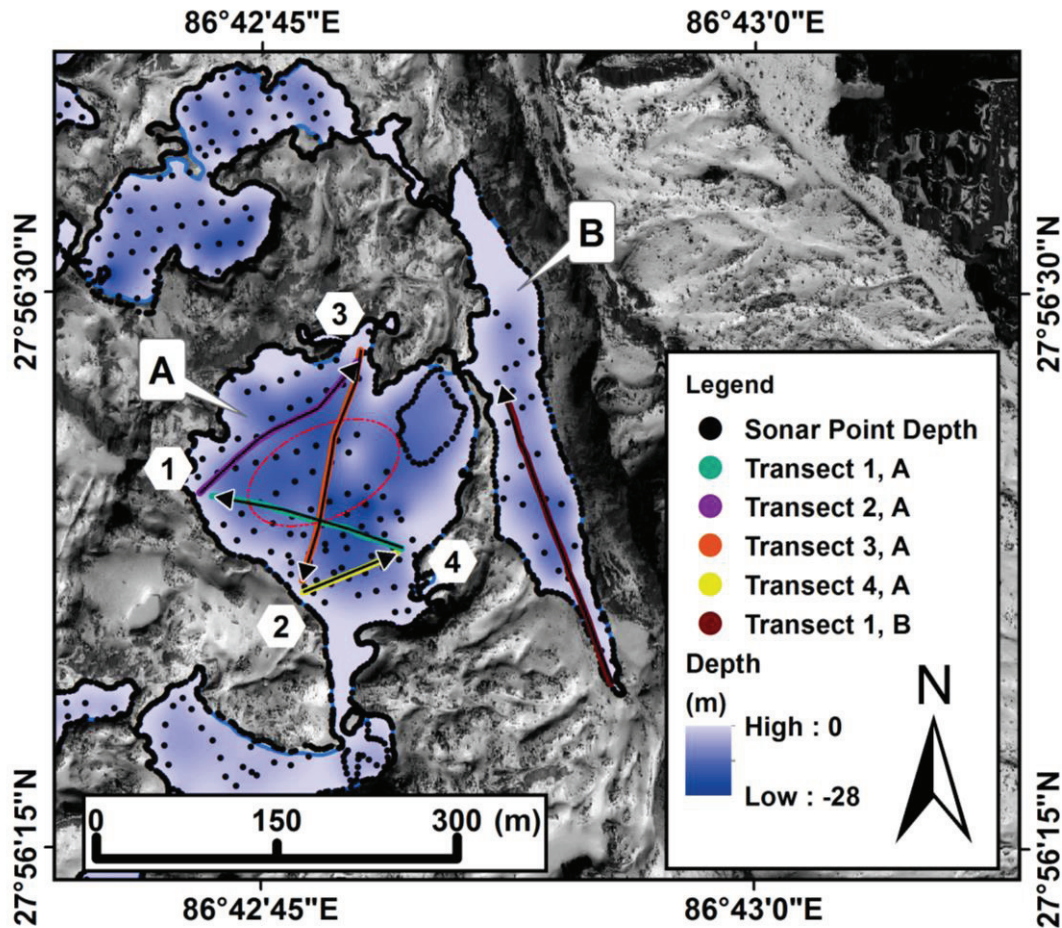 86°42'45"E
86°43'0"E
27°56'30"N
27°56'30"N
B
3
A
1
4
2
Legend
Sonar Point Depth
Transect 1, A
Transect 2, A
Transect 3, A
Transect 4, A
Transect 1, B
Depth
(m)
High : 0
Low : -28
N
0 150 300 (m)
27°56'15"N
27°56'15"N
86°42'45"E
86°43'0"E